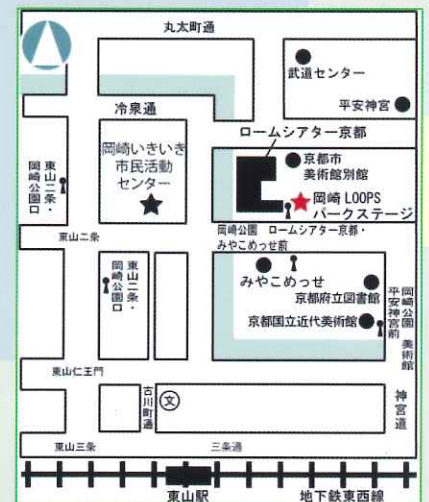 丸太町通
武道センター
平安神宮
冷泉通
ロームシアター京都
岡崎いきいき
市民活動
センター
京都市
美術館別館
岡崎 LOOPS
パークステージ
東山二条・
岡崎公園口
東山二条
岡崎公園 ロームシアター京都・
みやこめっせ前
東山二条・
岡崎公園口
みやこめっせ
京都府立図書館
京都国立近代美術館
岡崎公園 美術館
平安神宮前
東山仁王門
古川町通
文
神宮道
東山三条
三条通
東山駅
地下鉄東西線